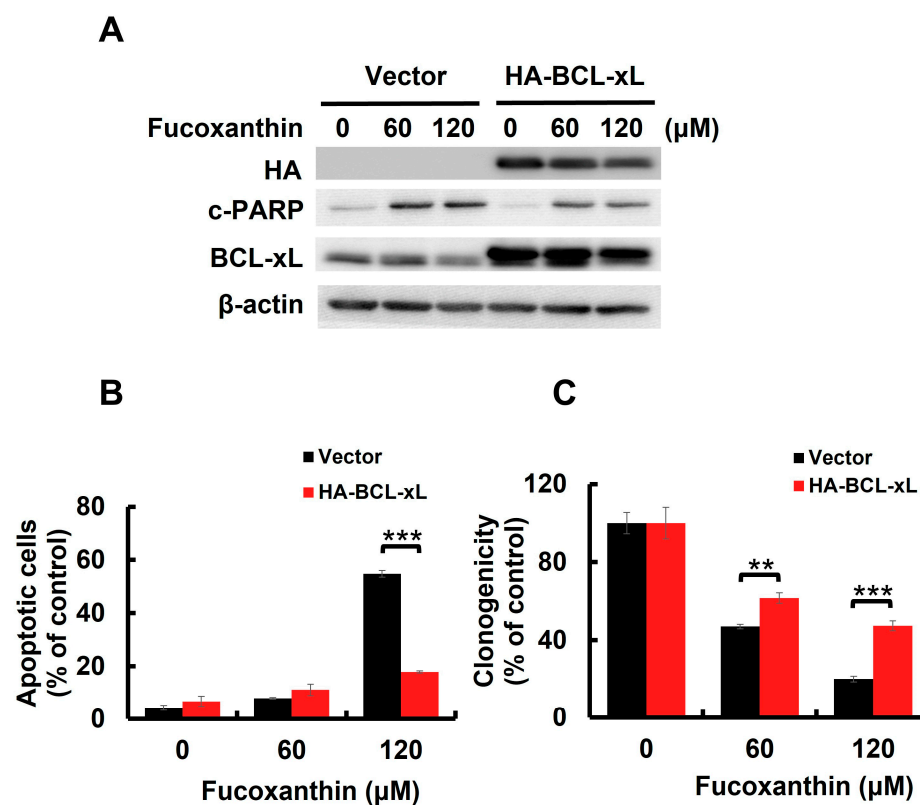 A
Vector HA-BCL-xL
Fucoxanthin 0 60 120 0 60 120 (μM)
HA
c-PARP
BCL-xL
β-actin
B
Vector
HA-BCL-xL
Apoptotic cells
(% of control)
80
60
40
20
0
***
0 60 120
Fucoxanthin (μM)
C
Vector
HA-BCL-xL
Clonogenicity
(% of control)
120
80
40
0
**
***
0 60 120
Fucoxanthin (μM)